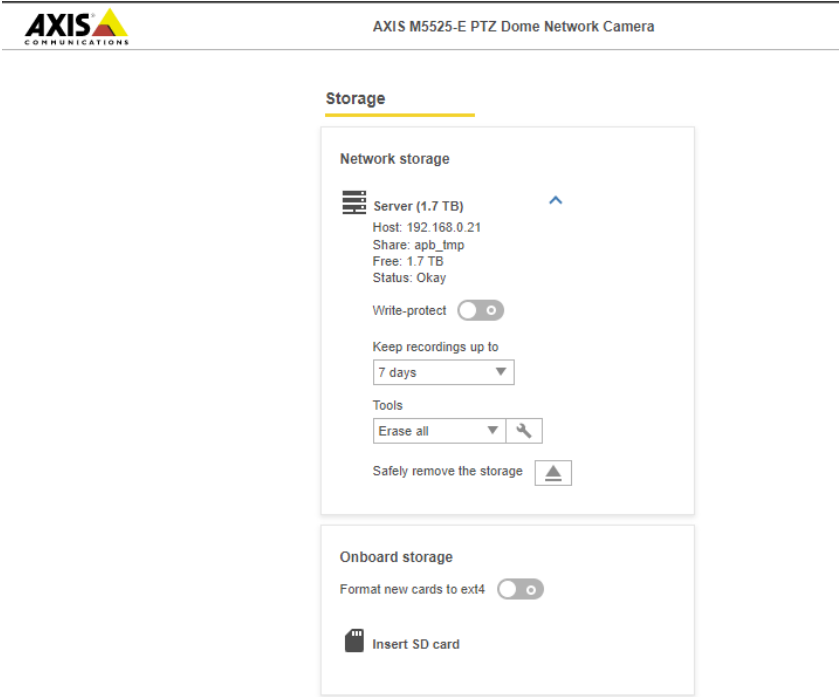 AXIS
COMMUNICATIONS
AXIS M5525-E PTZ Dome Network Camera
Storage
Network storage
Server (1.7 TB)
Host: 192.168.0.21
Share: apb_tmp
Free: 1.7 TB
Status: Okay
Write-protect
Keep recordings up to
7 days
Tools
Erase all
Safely remove the storage
Onboard storage
Format new cards to ext4
Insert SD card